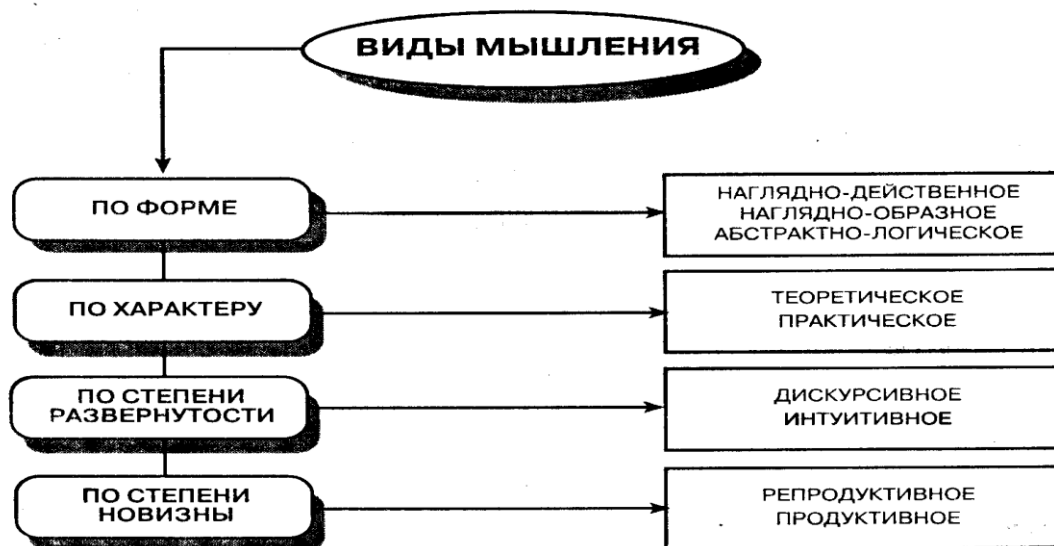 ВИДЫ МЫШЛЕНИЯ
ПО ФОРМЕ
НАГЛЯДНО-ДЕЙСТВЕННОЕ
НАГЛЯДНО-ОБРАЗНОЕ
АБСТРАКТНО-ЛОГИЧЕСКОЕ
ПО ХАРАКТЕРУ
ТЕОРЕТИЧЕСКОЕ
ПРАКТИЧЕСКОЕ
ПО СТЕПЕНИ
РАЗВЕРНУТОСТИ
ДИСКУРСИВНОЕ
ИНТУИТИВНОЕ
ПО СТЕПЕНИ
НОВИЗНЫ
РЕПРОДУКТИВНОЕ
ПРОДУКТИВНОЕ